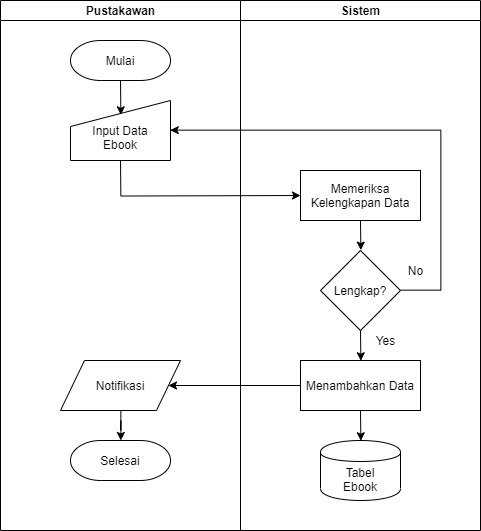 Pustakawan
Sistem
Mulai
Input Data
Ebook
Memeriksa
Kelengkapan Data
Lengkap?
No
Yes
Notifikasi
Menambahkan Data
Selesai
Tabel
Ebook